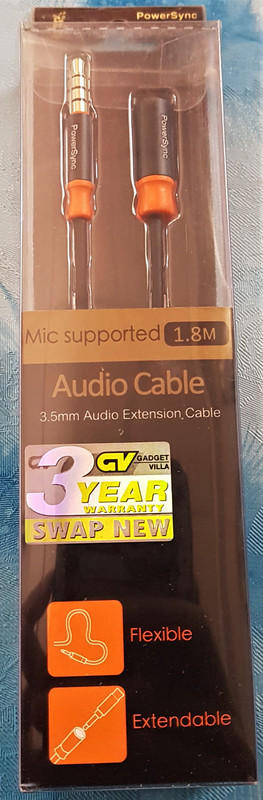 PowerSync
PowerSync
PowerSync
Mic supported 1.8M
Audio Cable
3.5mm Audio Extension Cable
GV GADGET
VILLA
3 YEAR
WARRANTY
SWAP NEW
Flexible
Extendable